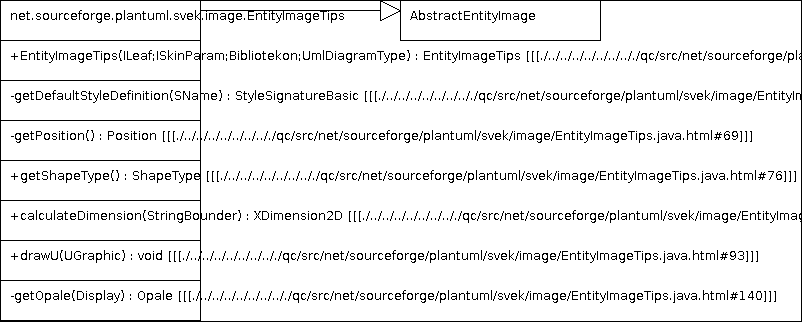 net.sourceforge.plantuml.svek.image.EntityImageTips
AbstractEntityImage
+EntityImageTips(ILeaf;ISkinParam;Bibliotekon;UmlDiagramType) : EntityImageTips [[[./../../../../../../../../qc/src/net/sourceforge/pla
-getDefaultStyleDefinition(SName) : StyleSignatureBasic [[[./../../../../../../../../qc/src/net/sourceforge/plantuml/svek/image/EntityIm
-getPosition() : Position [[[./../../../../../../../../qc/src/net/sourceforge/plantuml/svek/image/EntityImageTips.java.html#69]]]
+getShapeType() : ShapeType [[[./../../../../../../../../qc/src/net/sourceforge/plantuml/svek/image/EntityImageTips.java.html#76]]]
+calculateDimension(StringBounder) : XDimension2D [[[./../../../../../../../../qc/src/net/sourceforge/plantuml/svek/image/EntityImag
+drawU(UGraphic) : void [[[./../../../../../../../../qc/src/net/sourceforge/plantuml/svek/image/EntityImageTips.java.html#93]]]
-getOpale(Display) : Opale [[[./../../../../../../../../qc/src/net/sourceforge/plantuml/svek/image/EntityImageTips.java.html#140]]]